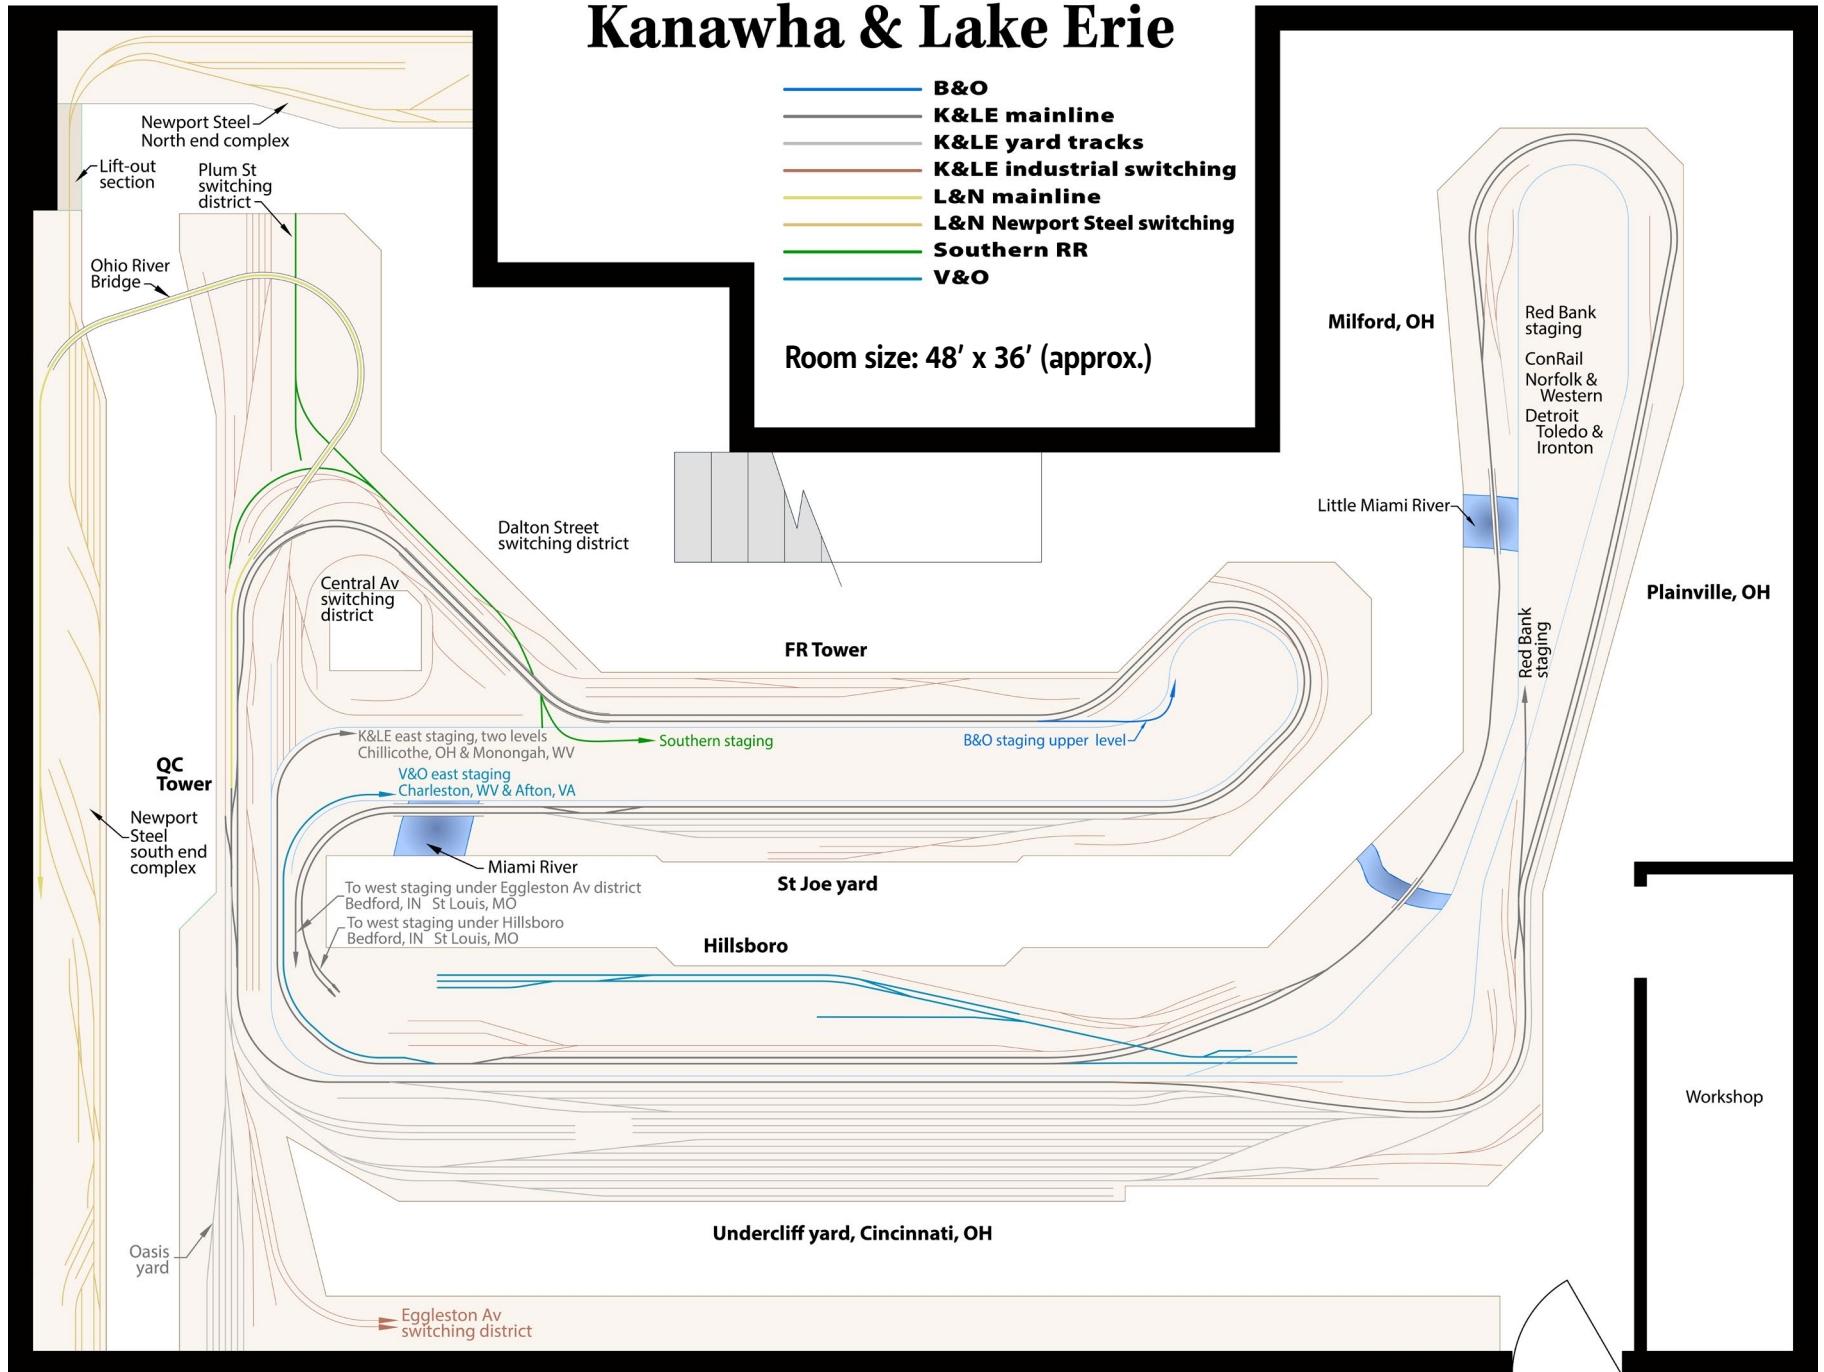 Kanawha & Lake Erie
B&O
K&LE mainline
K&LE yard tracks
K&LE industrial switching
L&N mainline
L&N Newport Steel switching
Southern RR
V&O
Room size: 48′ x 36′ (approx.)
Newport Steel
North end complex
Lift-out
section
Plum St
switching
district
Ohio River
Bridge
Milford, OH
Red Bank
staging
ConRail
Norfolk &
Western
Detroit
Toledo &
Ironton
Little Miami River
Plainville, OH
Red Bank
staging
Dalton Street
switching district
Central Av
switching
district
FR Tower
K&LE east staging, two levels
Chillicothe, OH & Monongah, WV
Southern staging
B&O staging upper level
V&O east staging
Charleston, WV & Afton, VA
QC
Tower
Newport
Steel
south end
complex
Miami River
St Joe yard
To west staging under Eggleston Av district
Bedford, IN St Louis, MO
To west staging under Hillsboro
Bedford, IN St Louis, MO
Hillsboro
Workshop
Undercliff yard, Cincinnati, OH
Oasis
yard
Eggleston Av
switching district